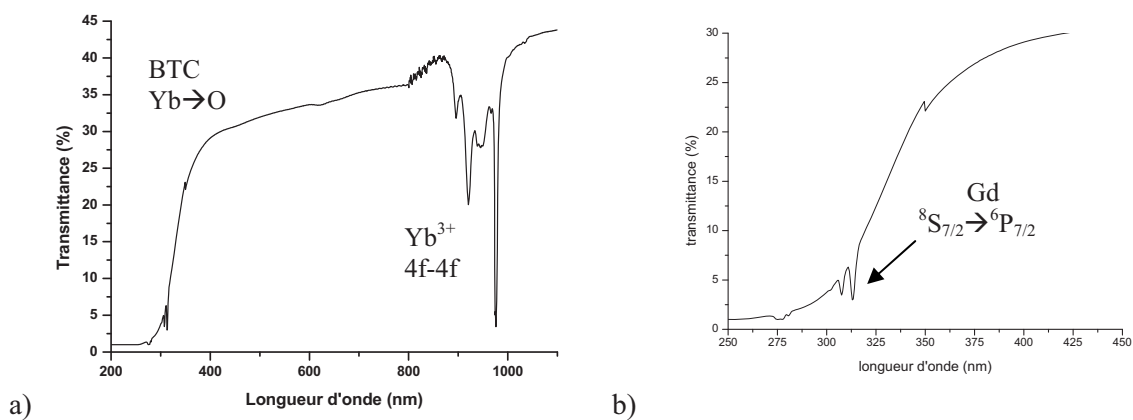 45
40
35
30
25
20
15
10
5
0
200
400
600
800
1000
Transmittance (%)
Longueur d'onde (nm)
BTC
Yb→O
Yb3+
4f-4f
a)
30
25
20
15
10
5
0
250
275
300
325
350
375
400
425
450
transmittance (%)
longueur d'onde (nm)
Gd
8S7/2→6P7/2
b)